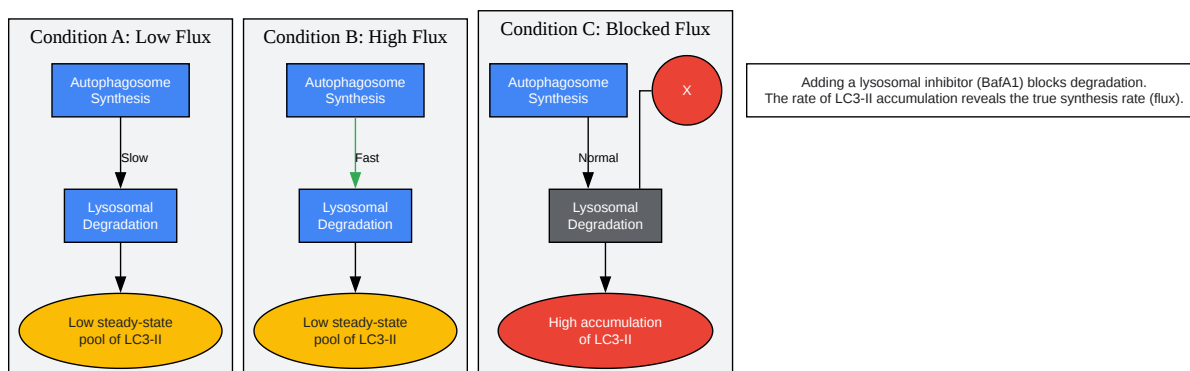 Condition A: Low Flux
Autophagosome
Synthesis
Slow
Lysosomal
Degradation
Low steady-state
pool of LC3-II
Condition B: High Flux
Autophagosome
Synthesis
Fast
Lysosomal
Degradation
Low steady-state
pool of LC3-II
Condition C: Blocked Flux
Autophagosome
Synthesis
X
Normal
Lysosomal
Degradation
High accumulation
of LC3-II
Adding a lysosomal inhibitor (BafA1) blocks degradation.
The rate of LC3-II accumulation reveals the true synthesis rate (flux).